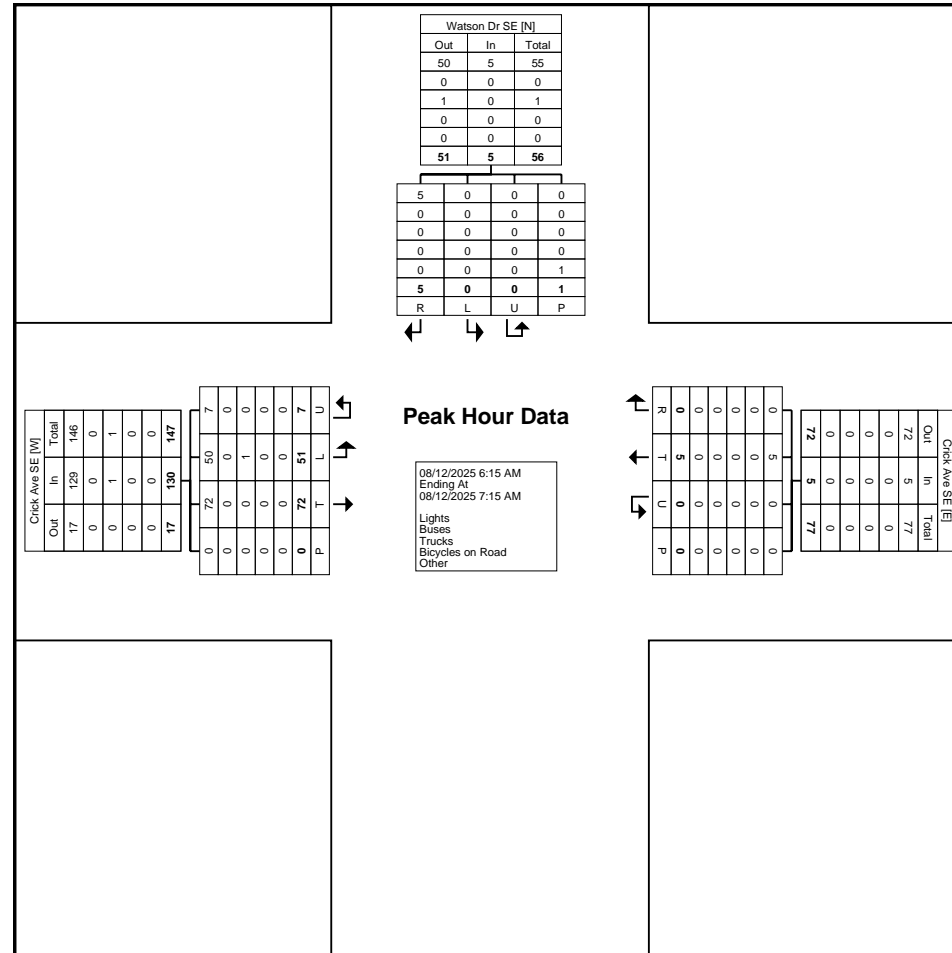 Watson Dr SE [N]
Out In Total
50 5 55
0 0 0
1 0 1
0 0 0
0 0 0
51 5 56
5 0 0 0
0 0 0 0
0 0 0 0
0 0 0 0
0 0 0 1
5 0 0 1
R L U P
Crick Ave SE [W]
Total 146 0 1 0 0 147
In 129 0 1 0 0 130
Out 17 0 0 0 0 17
7 0 0 0 0 7 U
50 0 1 0 0 51 L
72 0 0 0 0 72 T
0 0 0 0 0 0 P
Peak Hour Data
08/12/2025 6:15 AM
Ending At
08/12/2025 7:15 AM
Lights
Buses
Trucks
Bicycles on Road
Other
R 0 0 0 0 0 0
T 5 0 0 0 0 5
U 0 0 0 0 0 0
P 0 0 0 0 0 0
72 0 0 0 0 72 Out
5 0 0 0 0 5 In
77 0 0 0 0 77 Total
Crick Ave SE [E]